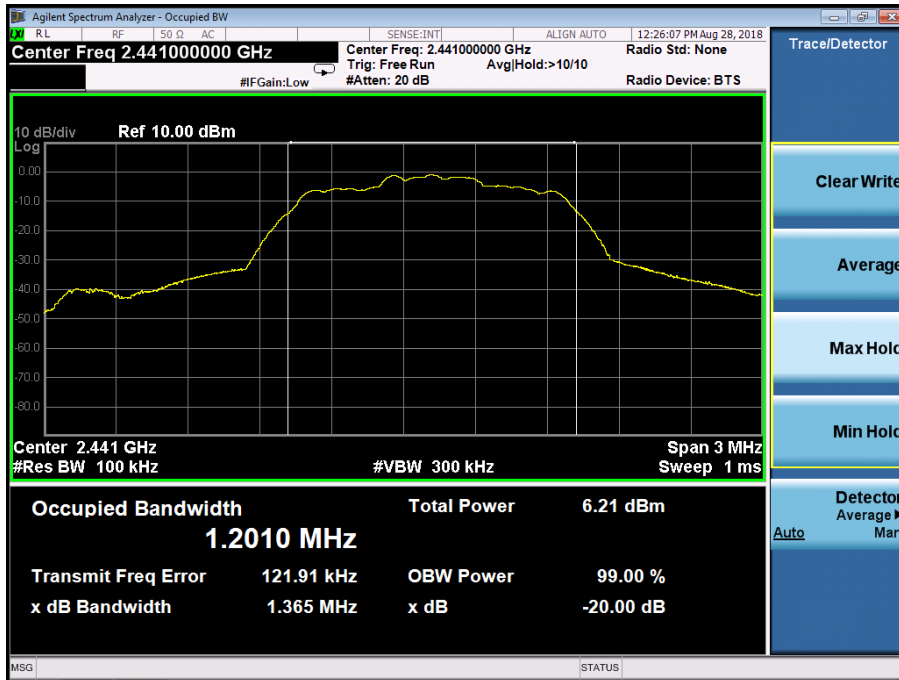 Agilent Spectrum Analyzer - Occupied BW
LXI RL RF 50 Ω AC SENSE:INT ALIGN AUTO 12:26:07 PM Aug 28, 2018
Center Freq 2.441000000 GHz
Center Freq: 2.441000000 GHz Radio Std: None
Trig: Free Run Avg|Hold:>10/10
#IFGain:Low #Atten: 20 dB Radio Device: BTS
10 dB/div Ref 10.00 dBm
Log
0.00
-10.0
-20.0
-30.0
-40.0
-50.0
-60.0
-70.0
-80.0
Center 2.441 GHz Span 3 MHz
#Res BW 100 kHz #VBW 300 kHz Sweep 1 ms
Occupied Bandwidth Total Power 6.21 dBm
1.2010 MHz
Transmit Freq Error 121.91 kHz OBW Power 99.00 %
x dB Bandwidth 1.365 MHz x dB -20.00 dB
MSG STATUS
Trace/Detector
Clear Write
Average
Max Hold
Min Hold
Detector
Average
Auto Man